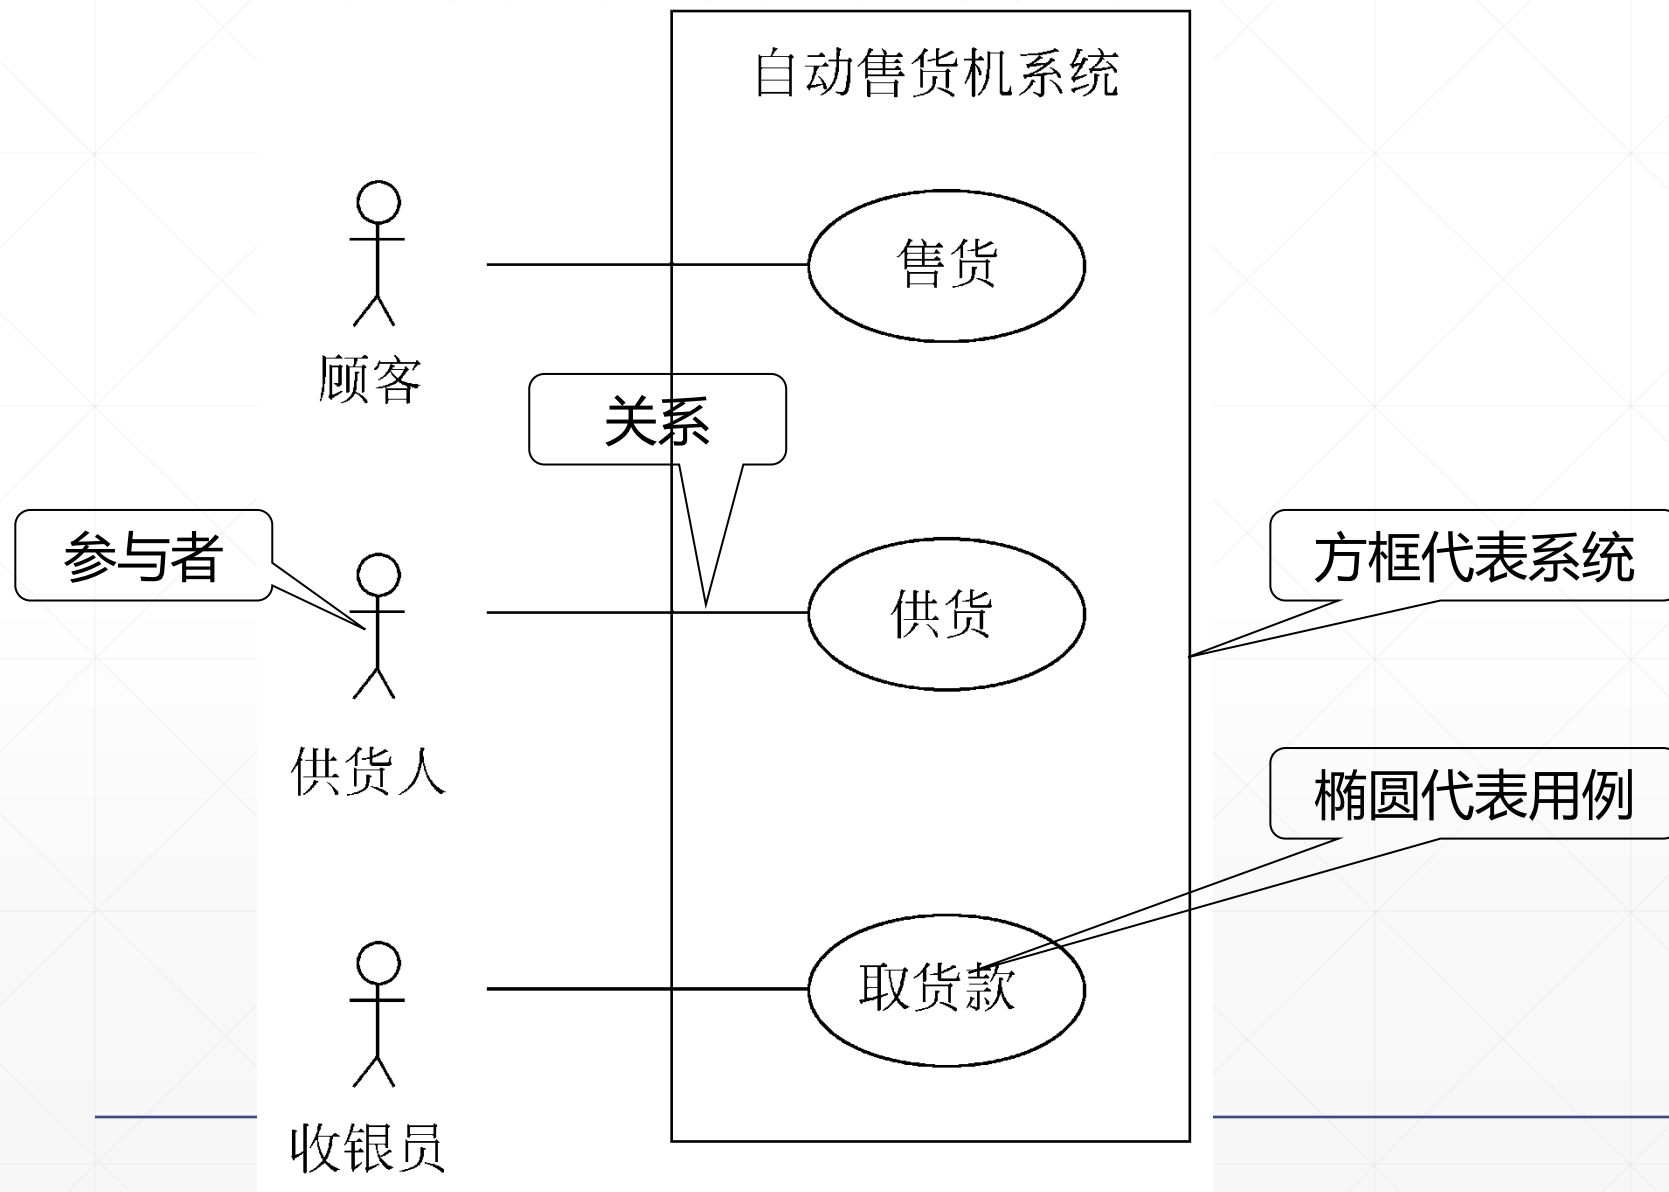 自动售货机系统
售货
顾客
关系
参与者
方框代表系统
供货
供货人
椭圆代表用例
取货款
收银员